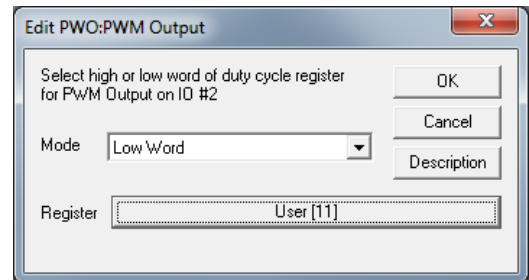 Edit PWO:PWM Output
Select high or low word of duty cycle register
for PWM Output on IO #2
OK
Cancel
Mode
Low Word
Description
Register
User [11]